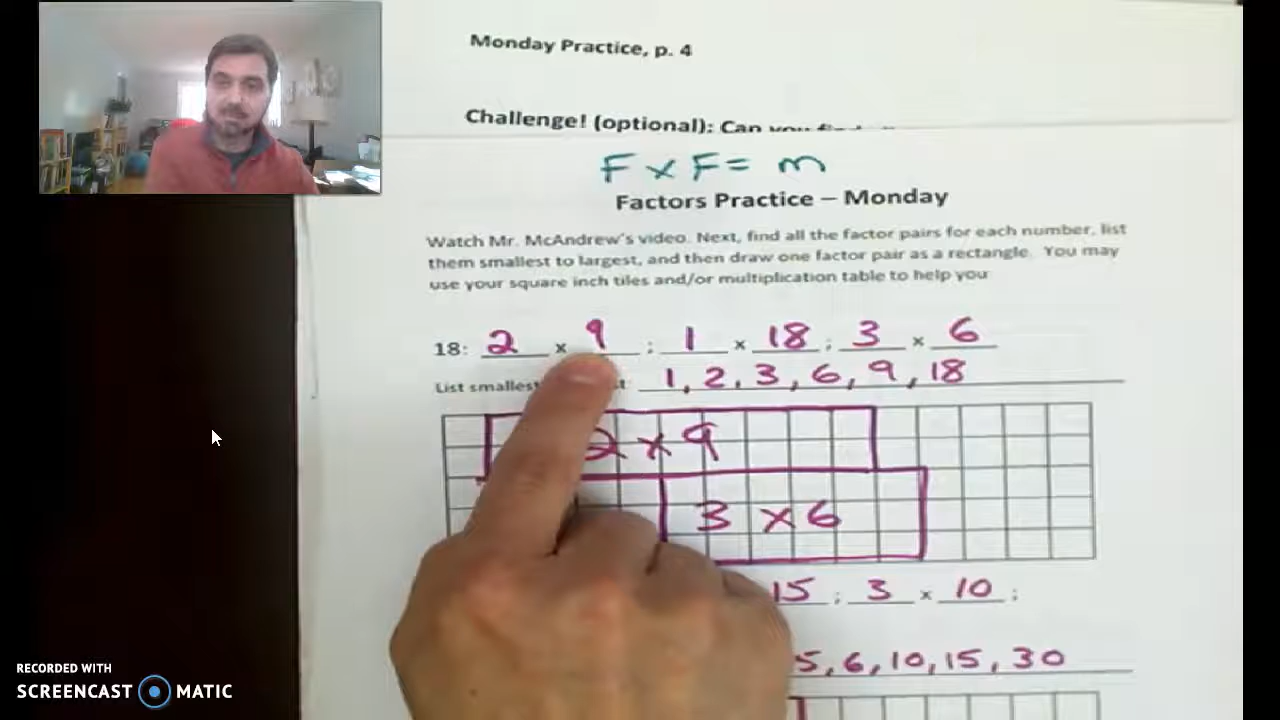 Monday Practice, p. 4
Challenge! (optional): Can you find
F x F = m
Factors Practice – Monday
Watch Mr. McAndrew's video. Next, find all the factor pairs for each number, list
them smallest to largest, and then draw one factor pair as a rectangle. You may
use your square inch tiles and/or multiplication table to help you
18: 2 x 9 ; 1 x 18 ; 3 x 6
List smallest 1, 2, 3, 6, 9, 18
2 x 9
3 x 6
15 ; 3 x 10 ;
5, 6, 10, 15, 30
RECORDED WITH
SCREENCAST MATIC